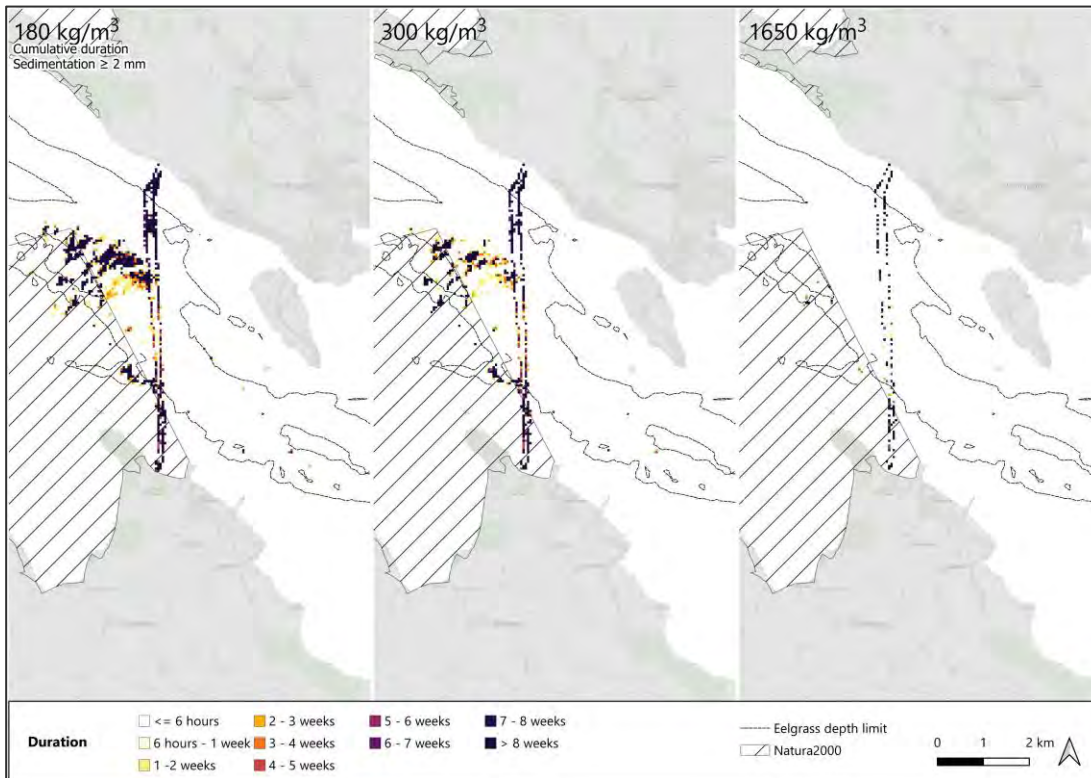 180 kg/m³
Cumulative duration
Sedimentation ≥ 2 mm
300 kg/m³
1650 kg/m³
Duration
<= 6 hours
6 hours - 1 week
1 -2 weeks
2 - 3 weeks
3 - 4 weeks
4 - 5 weeks
5 - 6 weeks
6 - 7 weeks
7 - 8 weeks
> 8 weeks
Eelgrass depth limit
Natura2000
0 1 2 km